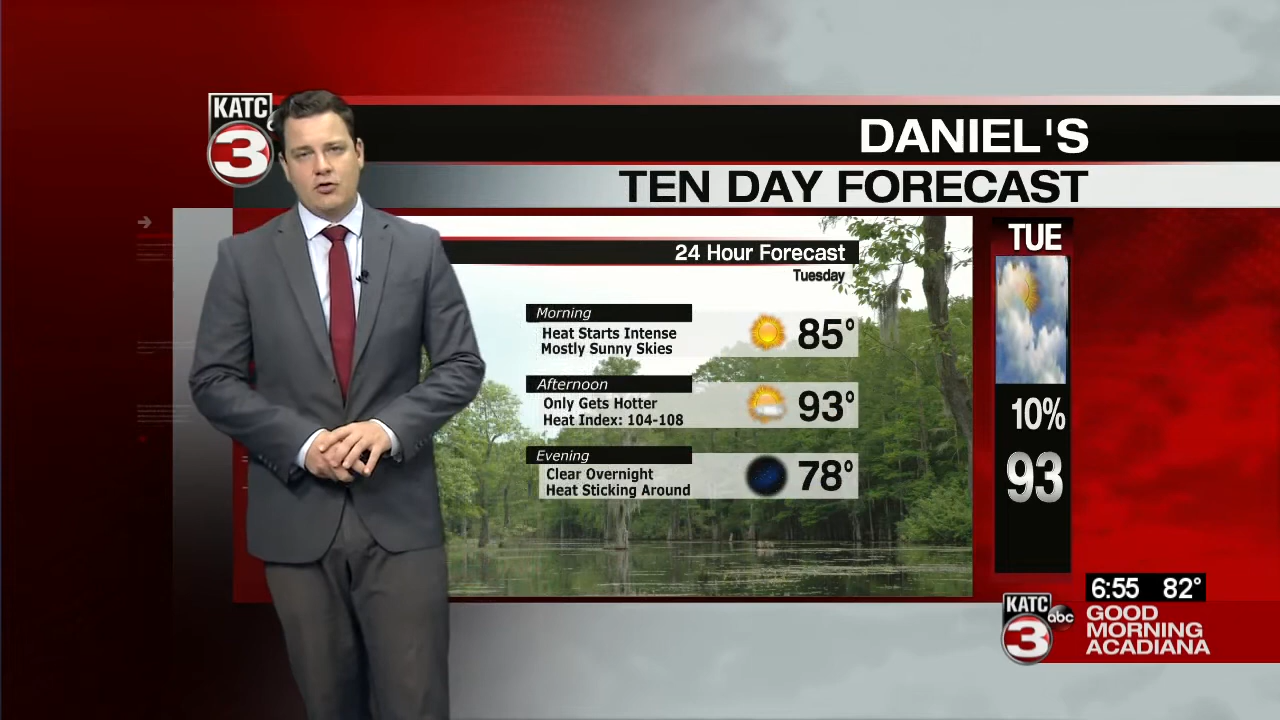 KATC
3
DANIEL'S
TEN DAY FORECAST
24 Hour Forecast
Tuesday
Morning
Heat Starts Intense
Mostly Sunny Skies
85°
Afternoon
Only Gets Hotter
Heat Index: 104-108
93°
Evening
Clear Overnight
Heat Sticking Around
78°
TUE
10%
93
6:55 82°
KATC
3
abc
GOOD
MORNING
ACADIANA